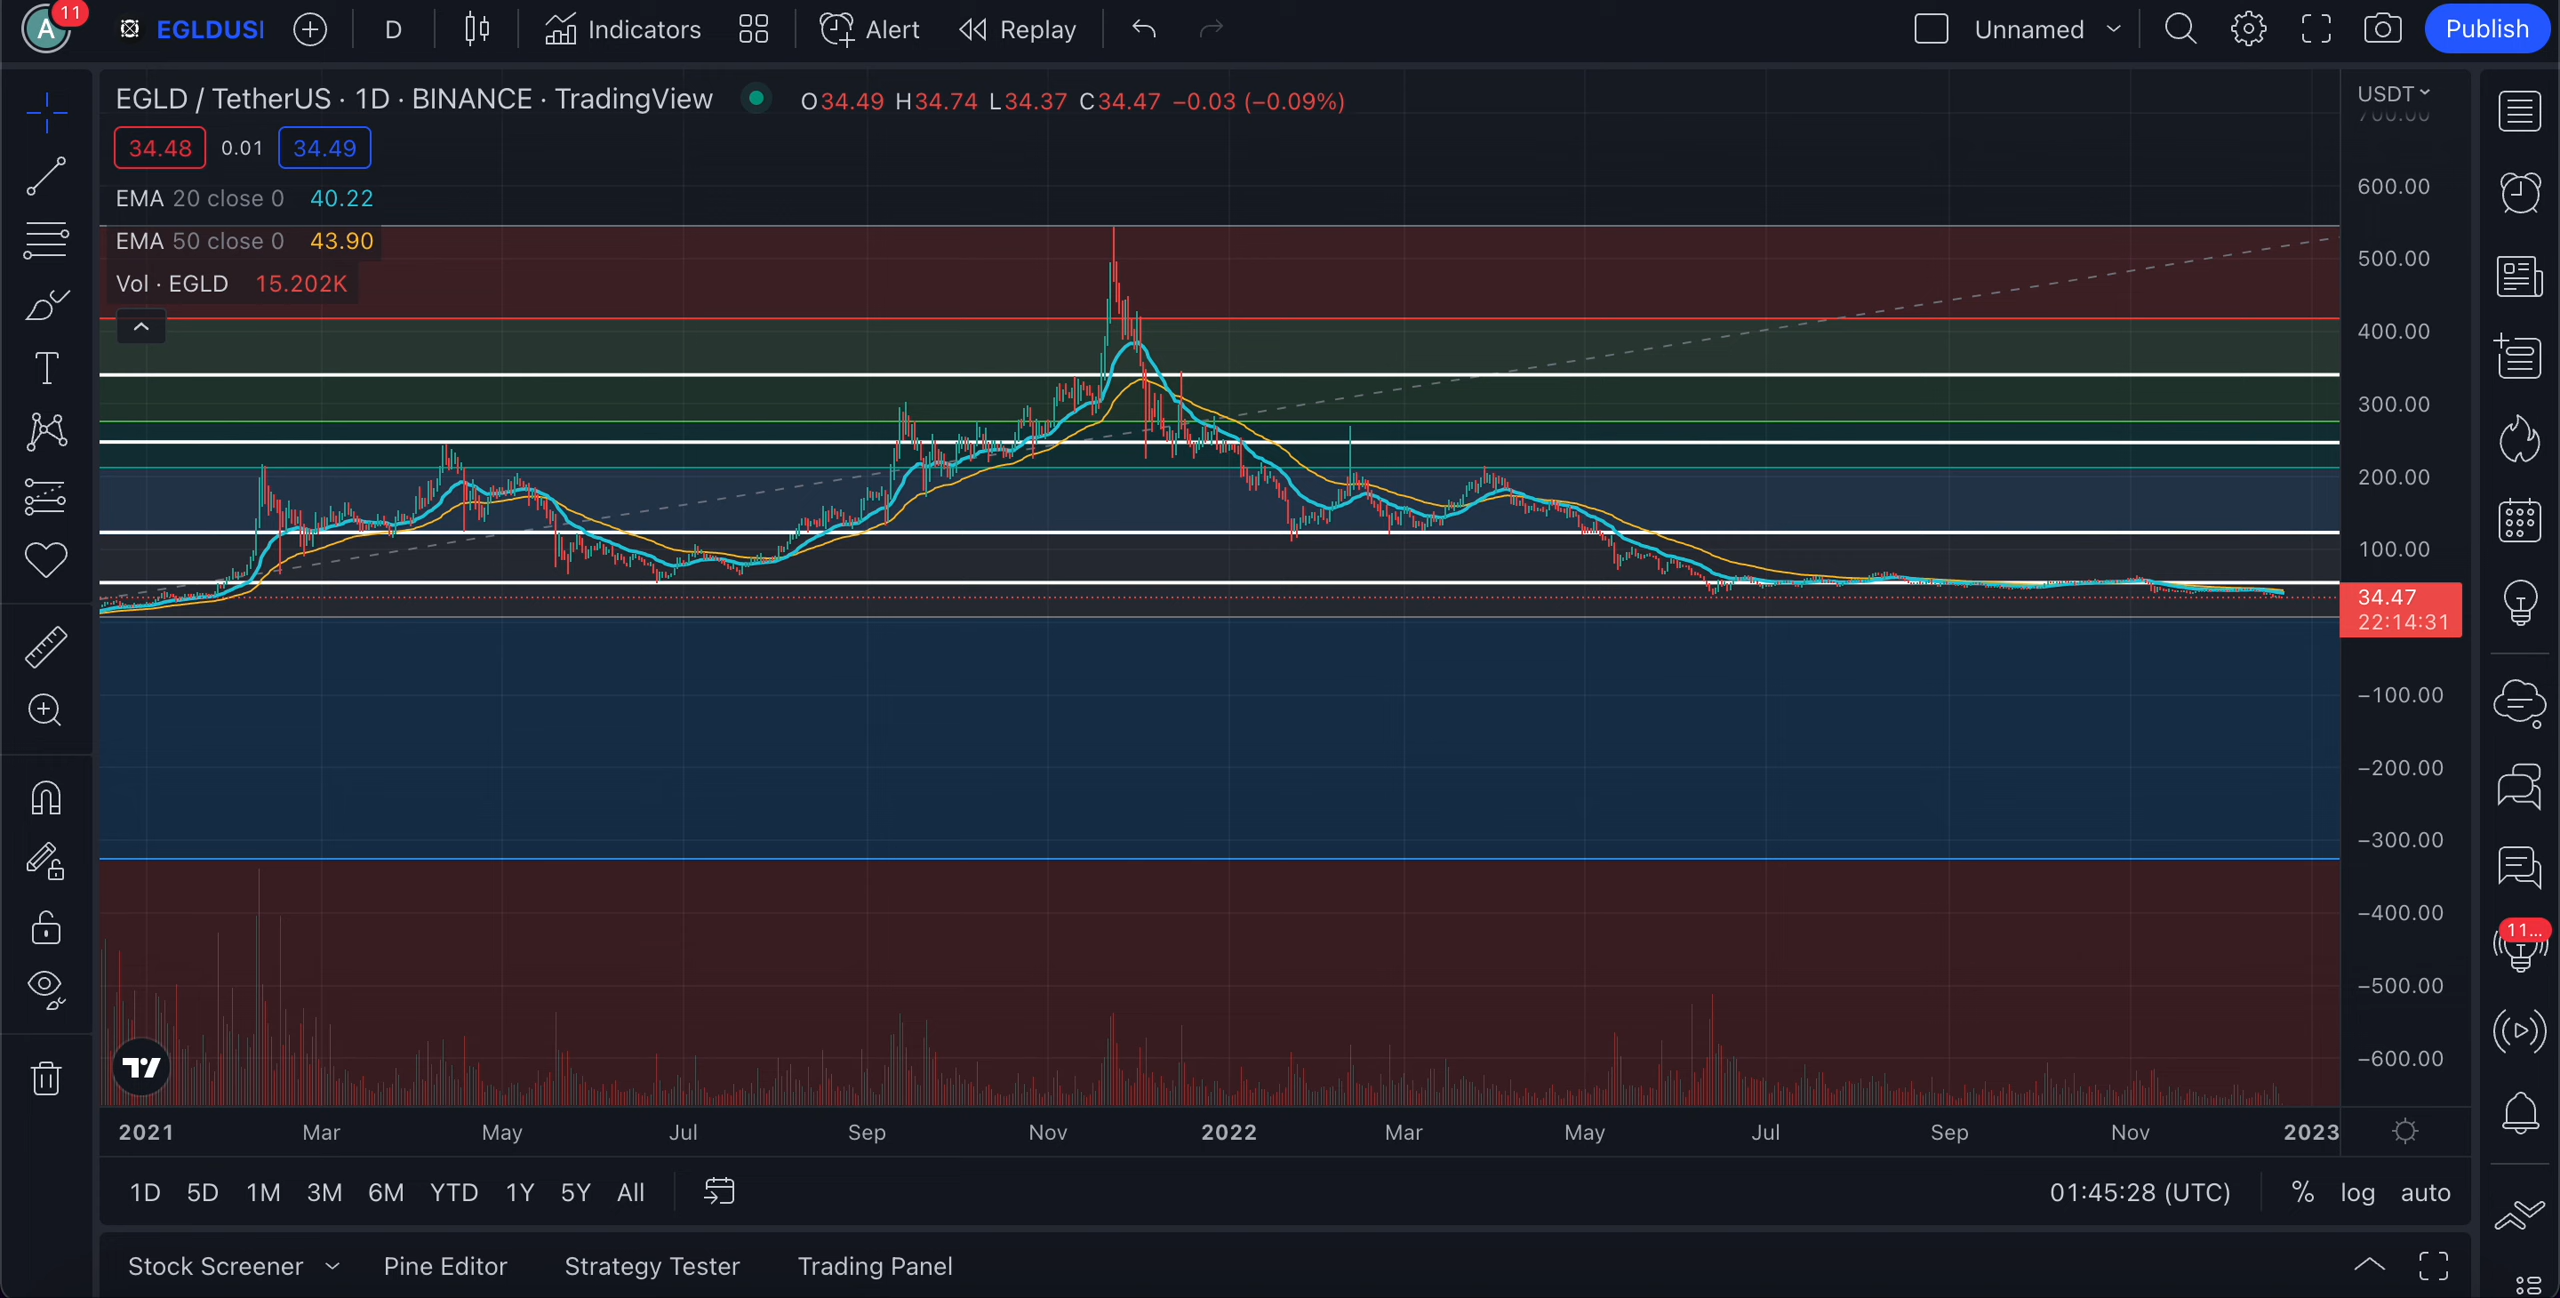 A 11 EGLDUS D Indicators Alert Replay Unnamed Publish
EGLD / TetherUS · 1D · BINANCE · TradingView O34.49 H34.74 L34.37 C34.47 −0.03 (−0.09%)
34.48 0.01 34.49
EMA 20 close 0 40.22
EMA 50 close 0 43.90
Vol · EGLD 15.202K
USDT
700.00
600.00
500.00
400.00
300.00
200.00
100.00
34.47
22:14:31
−100.00
−200.00
−300.00
−400.00
−500.00
−600.00
11...
2021 Mar May Jul Sep Nov 2022 Mar May Jul Sep Nov 2023
1D 5D 1M 3M 6M YTD 1Y 5Y All 01:45:28 (UTC) % log auto
Stock Screener Pine Editor Strategy Tester Trading Panel